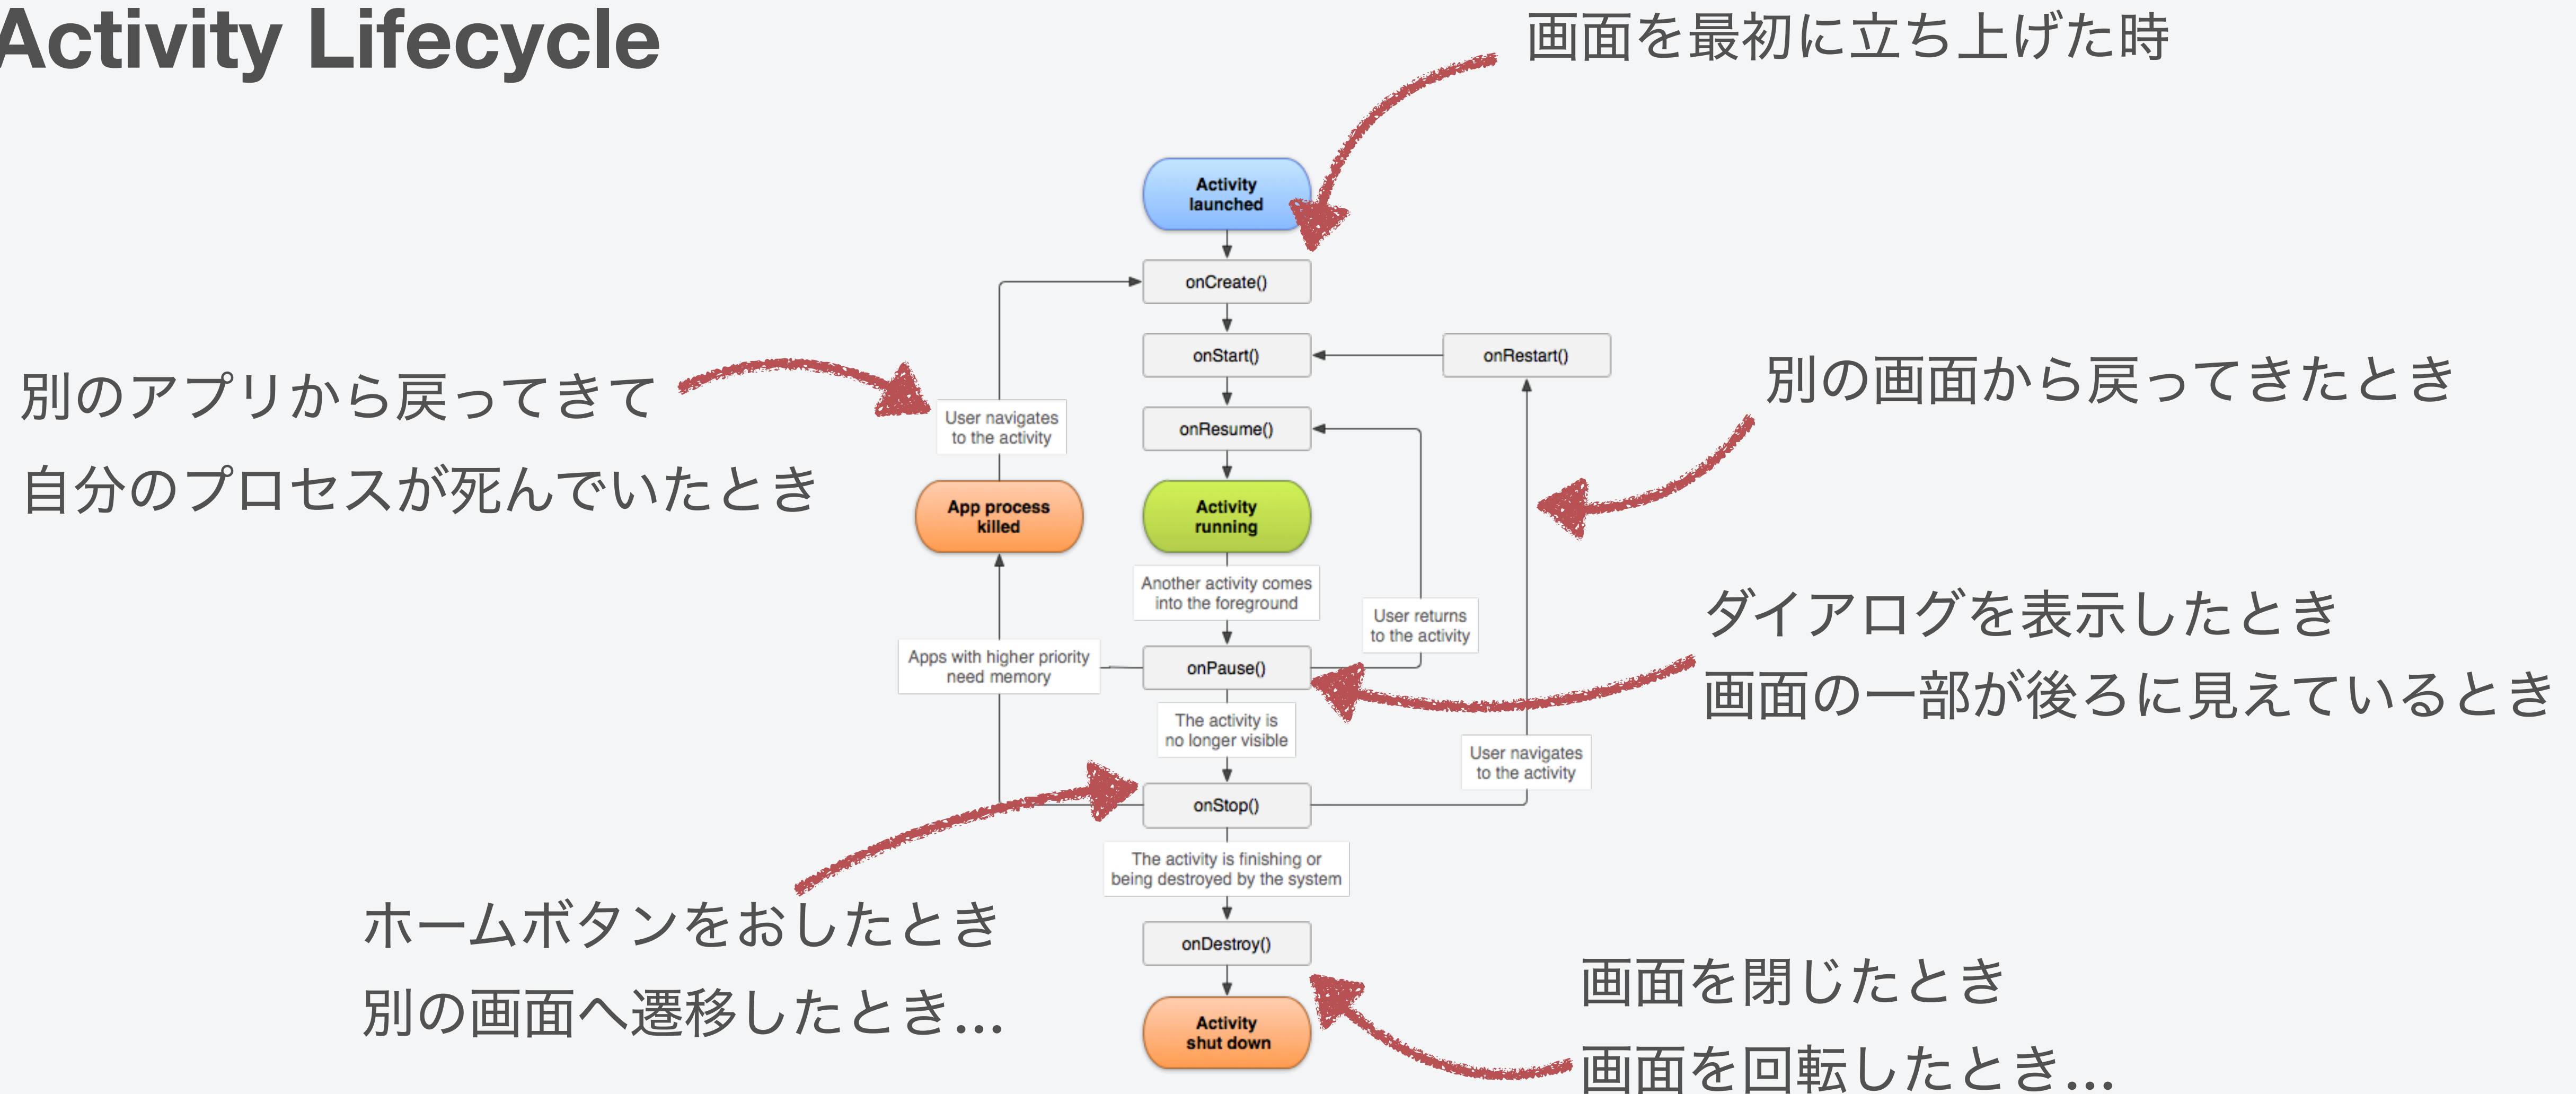 Activity Lifecycle
画面を最初に立ち上げた時
Activity
launched
onCreate()
onStart()
onRestart()
別のアプリから戻ってきて
自分のプロセスが死んでいたとき
User navigates
to the activity
onResume()
別の画面から戻ってきたとき
App process
killed
Activity
running
Another activity comes
into the foreground
User returns
to the activity
ダイアログを表示したとき
画面の一部が後ろに見えているとき
Apps with higher priority
need memory
onPause()
The activity is
no longer visible
User navigates
to the activity
onStop()
ホームボタンをおしたとき
別の画面へ遷移したとき...
The activity is finishing or
being destroyed by the system
onDestroy()
Activity
shut down
画面を閉じたとき
画面を回転したとき...